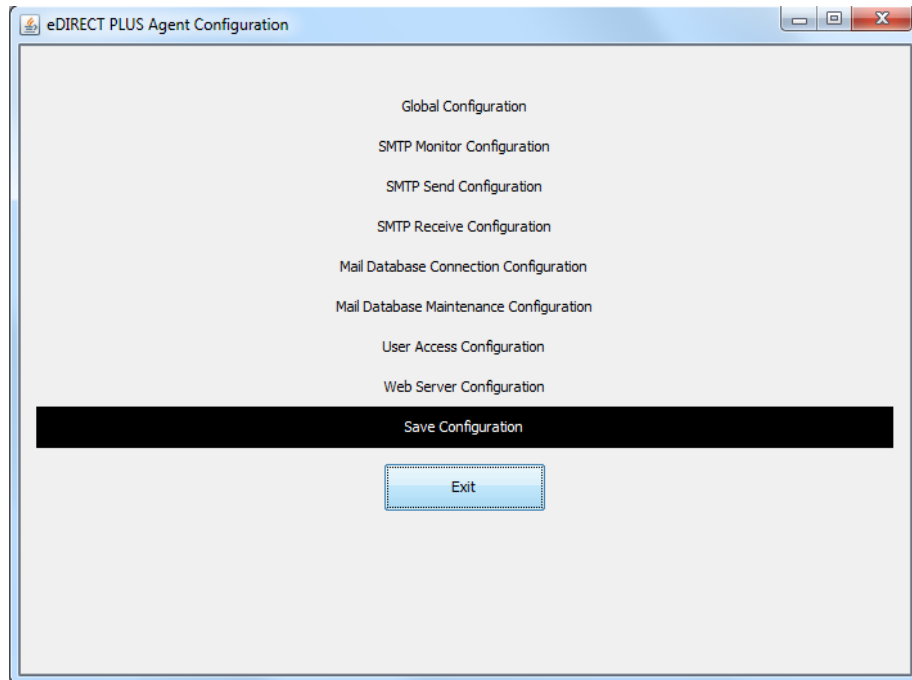 eDIRECT PLUS Agent Configuration
Global Configuration
SMTP Monitor Configuration
SMTP Send Configuration
SMTP Receive Configuration
Mail Database Connection Configuration
Mail Database Maintenance Configuration
User Access Configuration
Web Server Configuration
Save Configuration
Exit